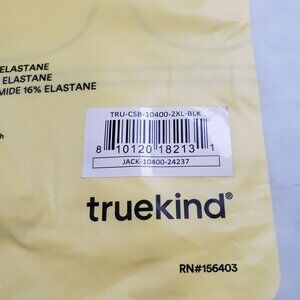 ELASTANE
ELASTANE
MIDE 16% ELASTANE
h
TRU-CSB-10400-2XL-BLK
8 10120 18213 1
JACK-10400-24237
truekind®
RN#156403